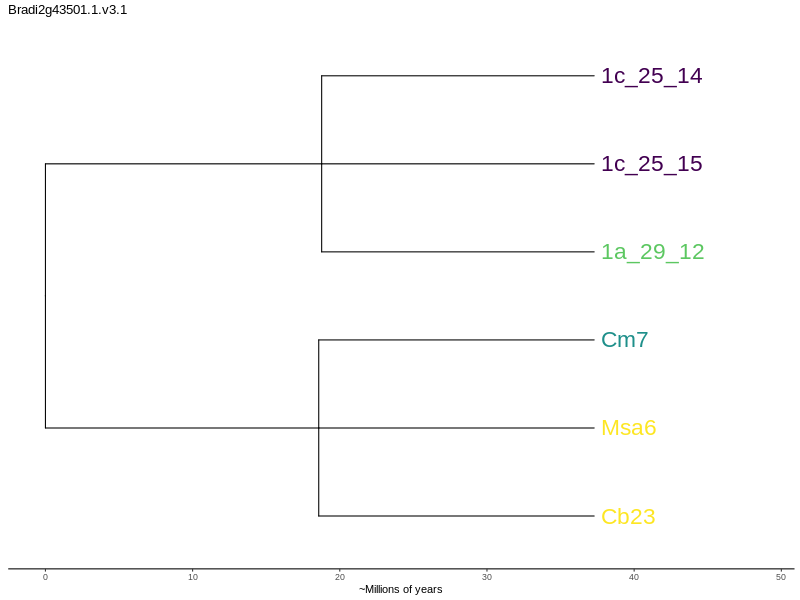 Bradi2g43501.1.v3.1
1c_25_14
1c_25_15
1a_29_12
Cm7
Msa6
Cb23
0 10 20 30 40 50
~Millions of years